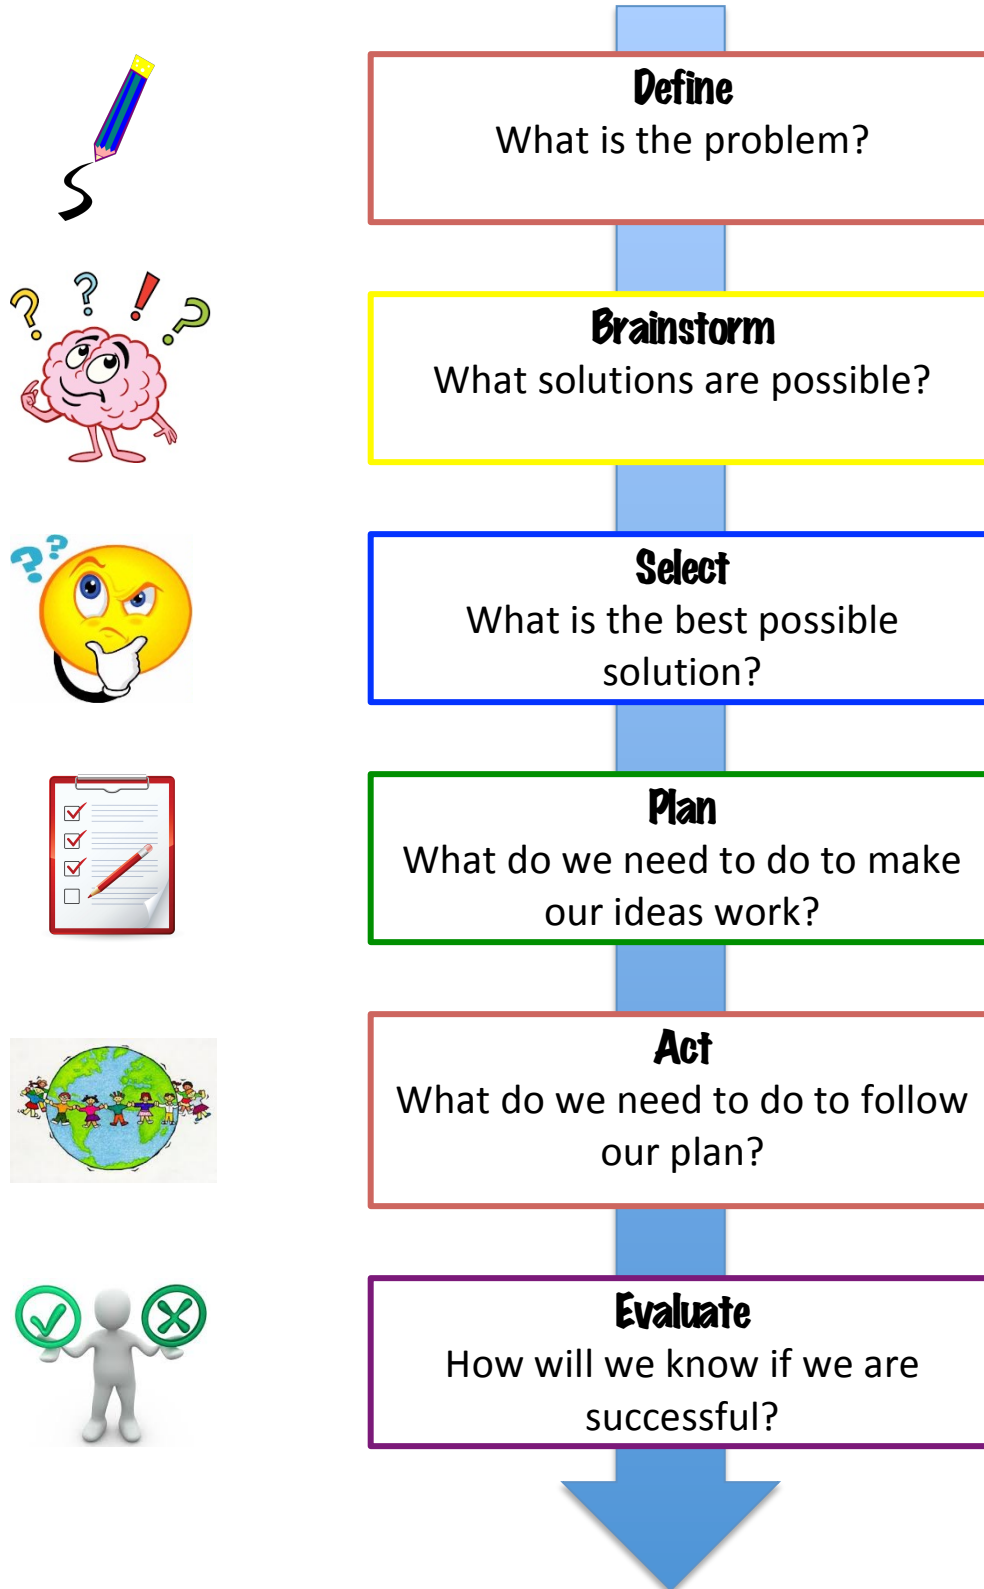 Define
What is the problem?
Brainstorm
What solutions are possible?
Select
What is the best possible
solution?
Plan
What do we need to do to make
our ideas work?
Act
What do we need to do to follow
our plan?
Evaluate
How will we know if we are
successful?